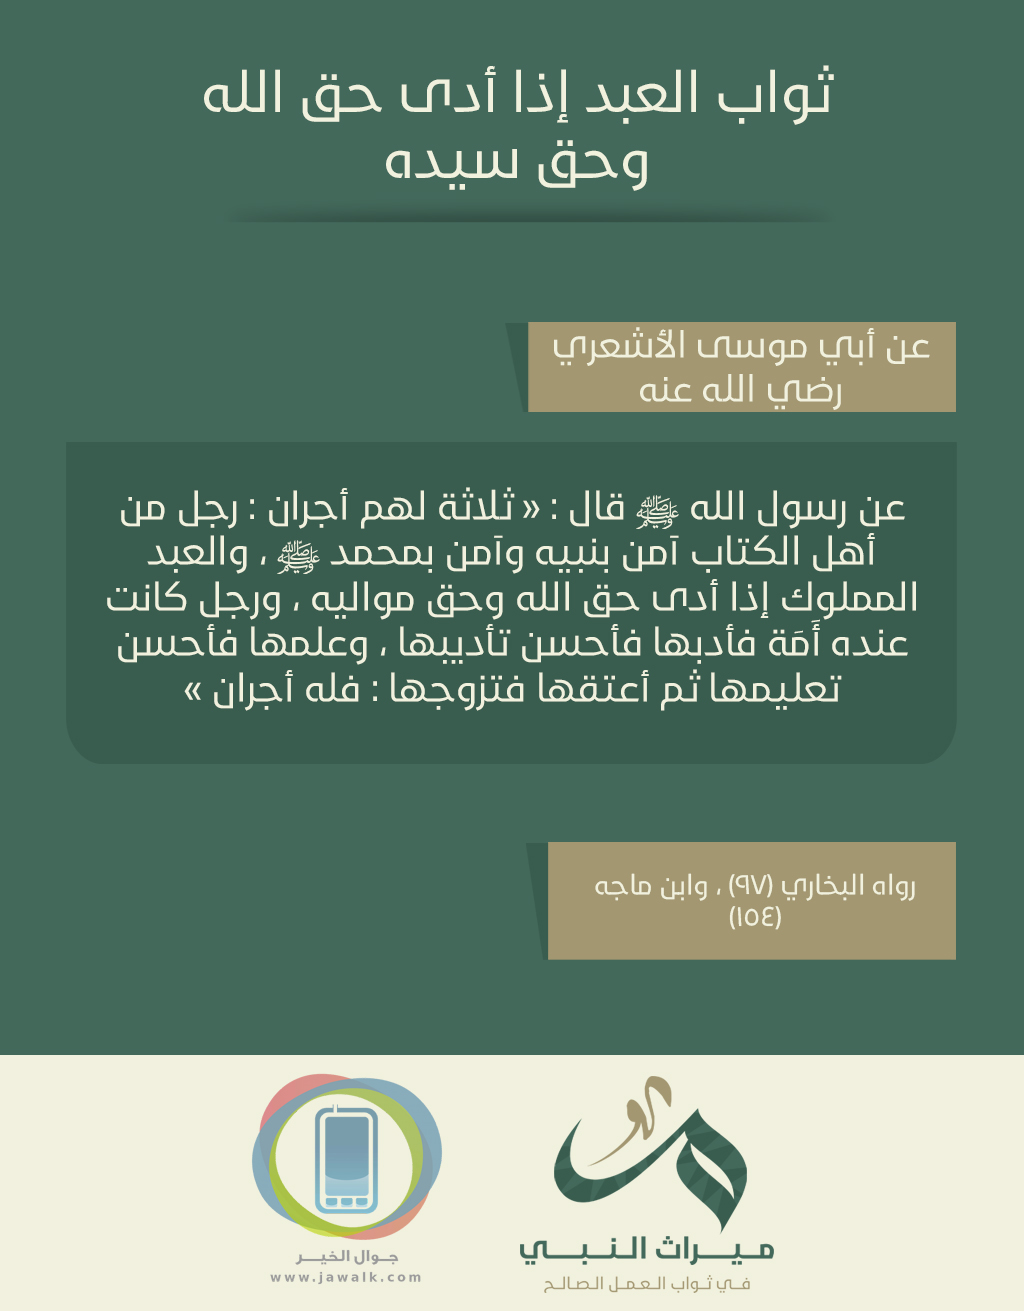 ثواب العبد إذا أدى حق الله
وحق سيده
عن أبي موسى الأشعري
رضي الله عنه
عن رسول الله ﷺ قال : « ثلاثة لهم أجران : رجل من
أهل الكتاب آمن بنبيه وآمن بمحمد ﷺ ، والعبد
المملوك إذا أدى حق الله وحق مواليه ، ورجل كانت
عنده أَمَة فأدبها فأحسن تأديبها ، وعلمها فأحسن
تعليمها ثم أعتقها فتزوجها : فله أجران »
رواه البخاري (٩٧) ، وابن ماجه
(١٥٤)
ميراث النبي
في ثواب العمل الصالح
جوال الخير
www.jawalk.com